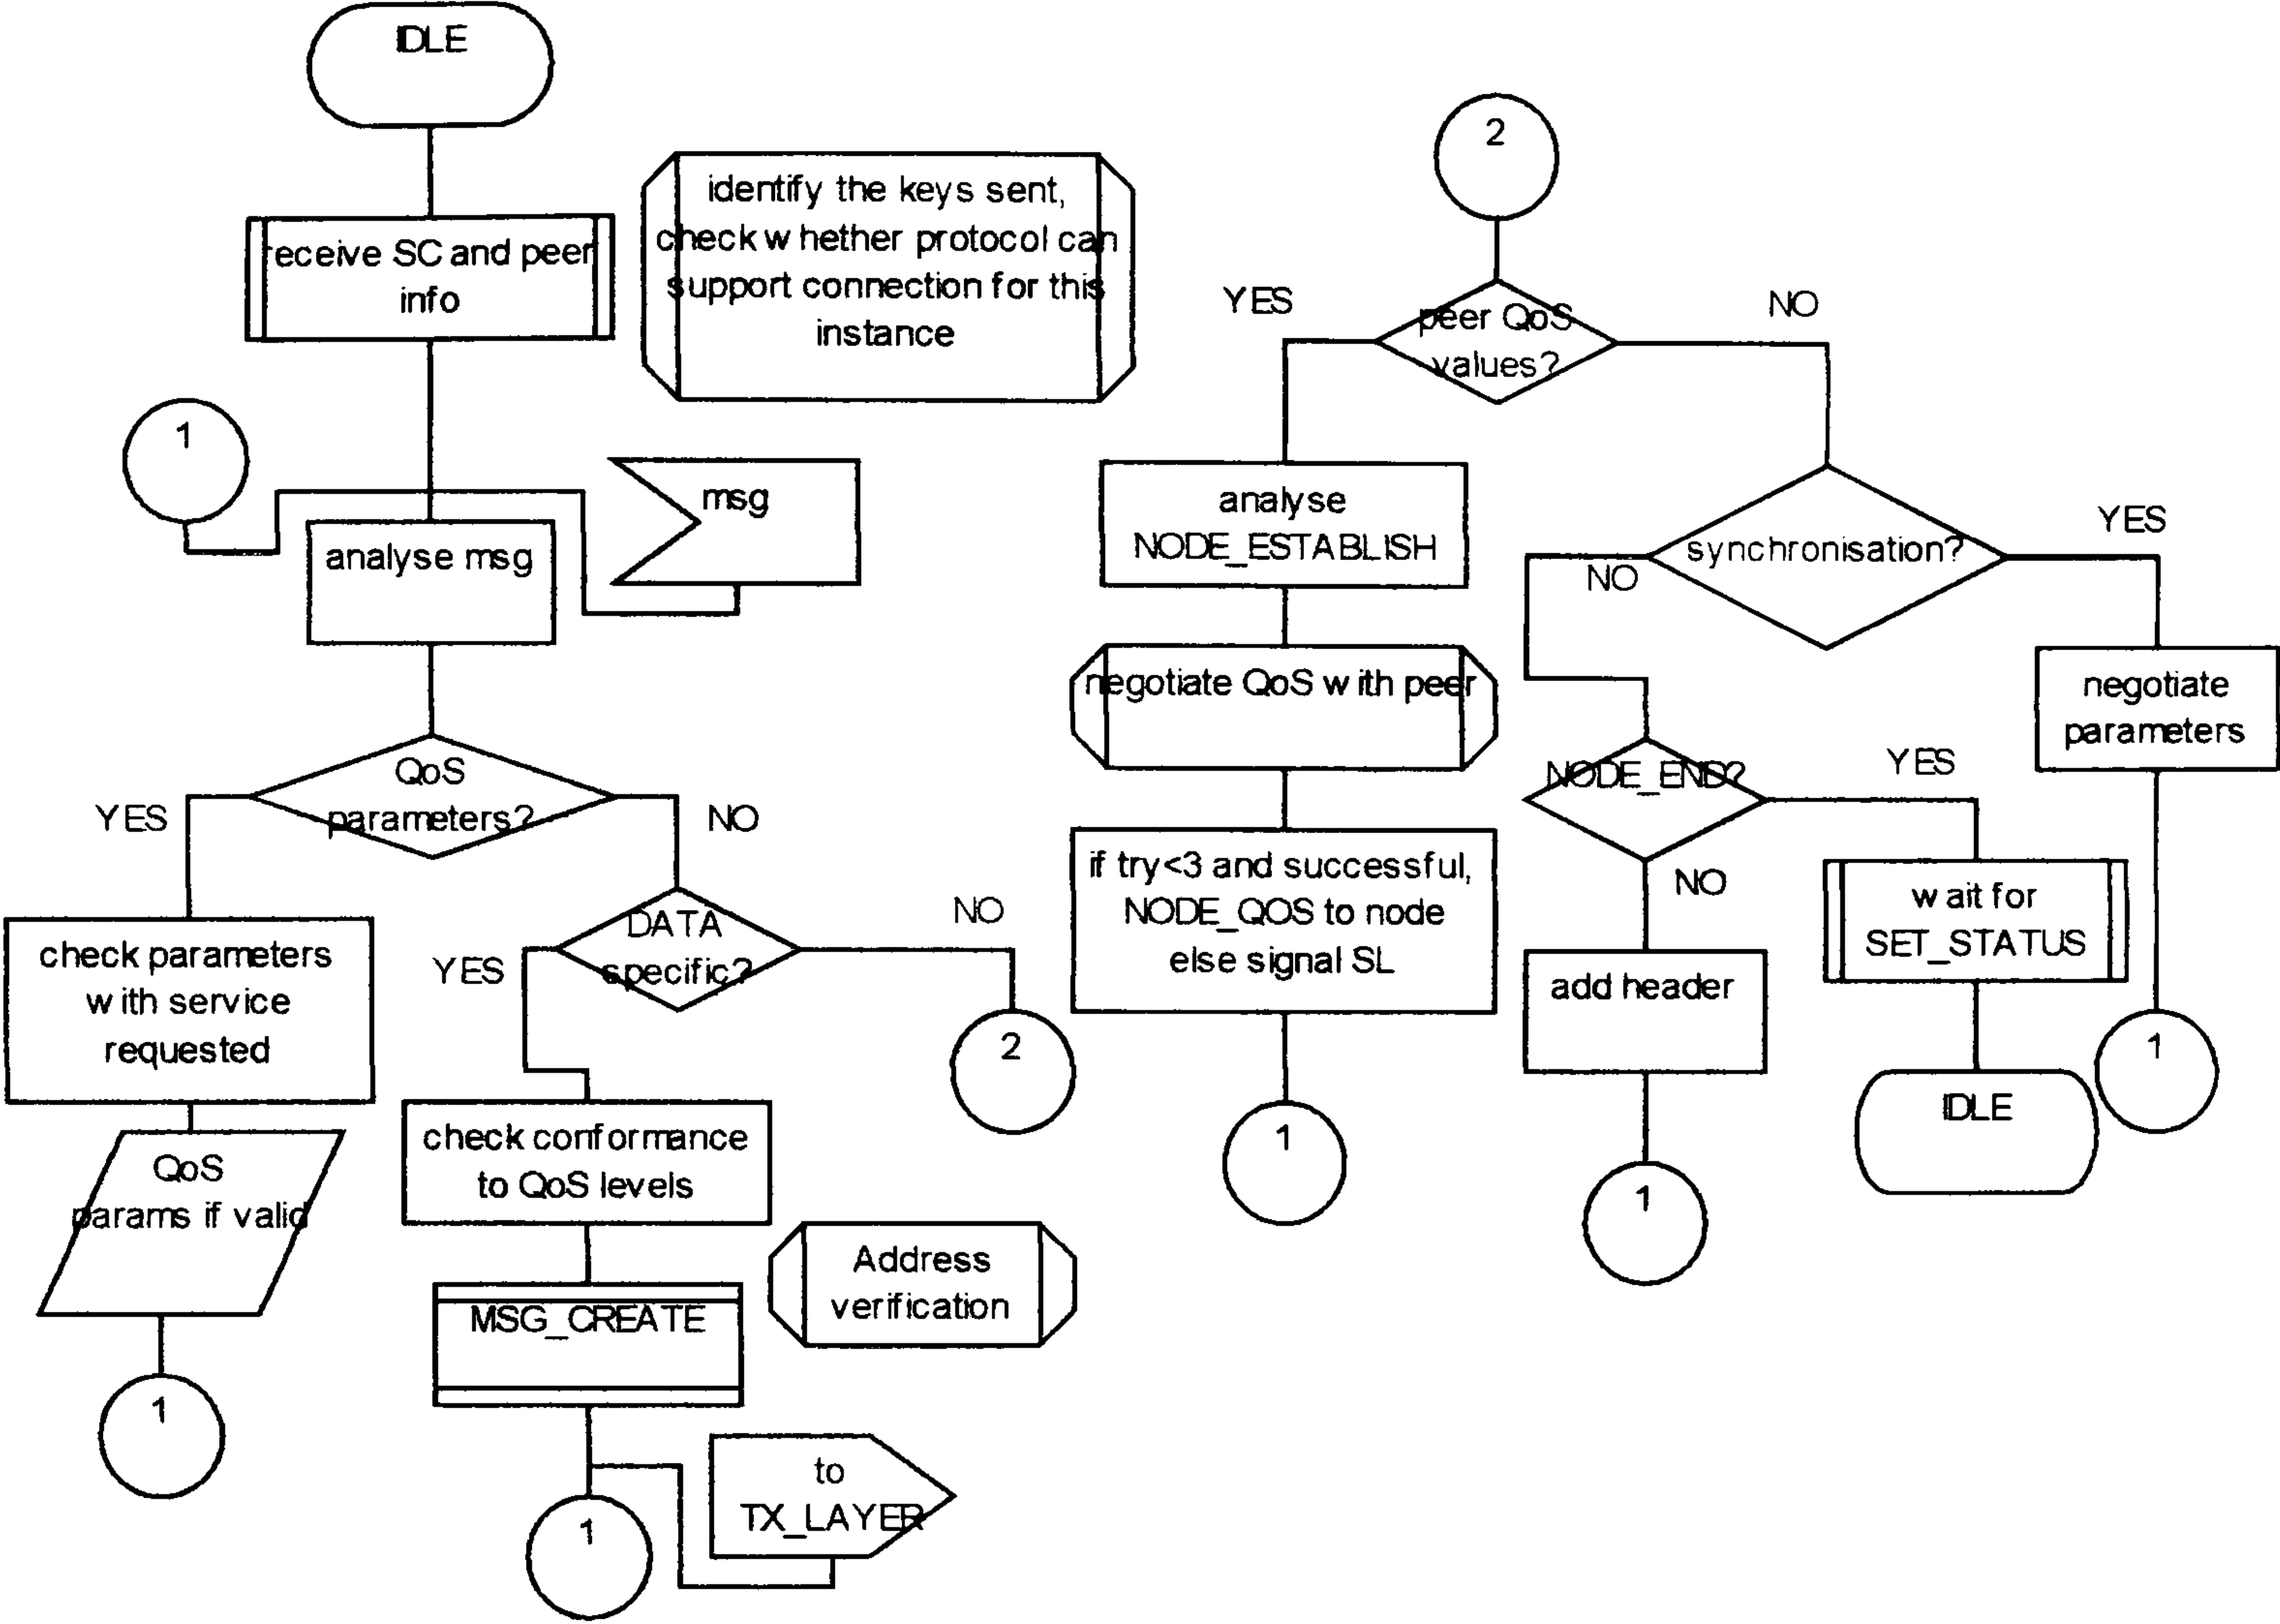 IDLE
receive SC and peer
info
identify the keys sent,
check whether protocol can
support connection for this
instance
1
msg
analyse msg
QoS
parameters?
YES
NO
check parameters
with service
requested
QoS
params if valid
1
DATA
specific?
YES
NO
2
check conformance
to QoS levels
MSG_CREATE
Address
verification
to
TX_LAYER
1
2
peer QoS
values?
YES
NO
analyse
NODE_ESTABLISH
negotiate QoS with peer
if try<3 and successful,
NODE_QOS to node
else signal SL
1
synchronisation?
NO
YES
negotiate
parameters
1
NODE_END?
YES
NO
wait for
SET_STATUS
IDLE
add header
1